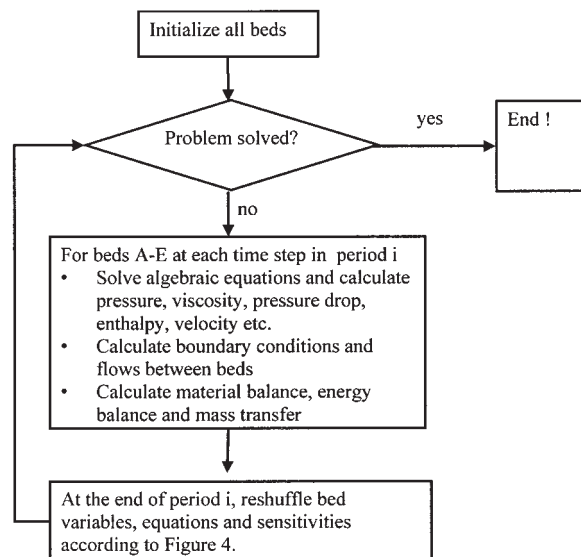 Initialize all beds
Problem solved?
yes
End !
no
For beds A-E at each time step in period i
• Solve algebraic equations and calculate
pressure, viscosity, pressure drop,
enthalpy, velocity etc.
• Calculate boundary conditions and
flows between beds
• Calculate material balance, energy
balance and mass transfer
At the end of period i, reshuffle bed
variables, equations and sensitivities
according to Figure 4.